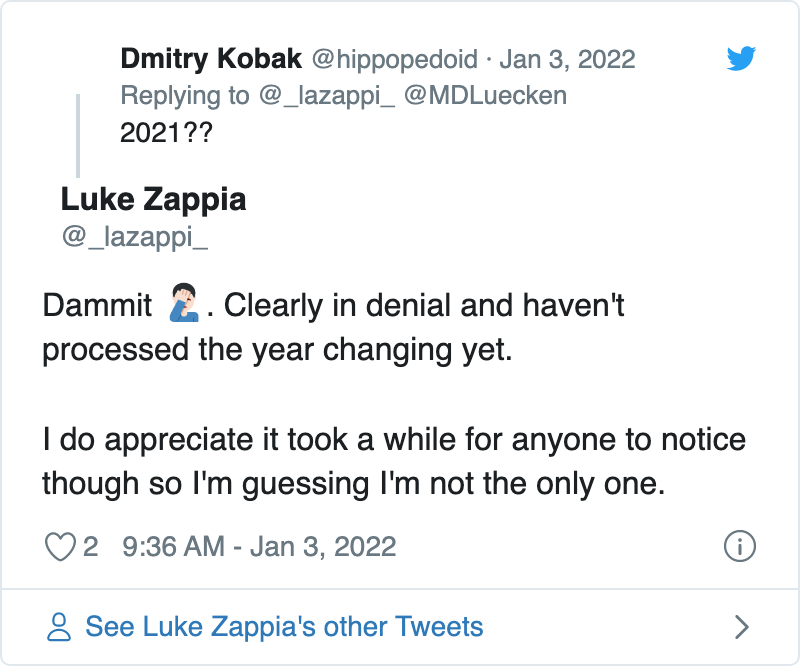 Dmitry Kobak @hippopedoid · Jan 3, 2022
Replying to @_lazappi_ @MDLuecken
2021??
Luke Zappia
@_lazappi_
Dammit 🤦🏻‍♂️. Clearly in denial and haven't
processed the year changing yet.
I do appreciate it took a while for anyone to notice
though so I'm guessing I'm not the only one.
2 9:36 AM - Jan 3, 2022
See Luke Zappia's other Tweets